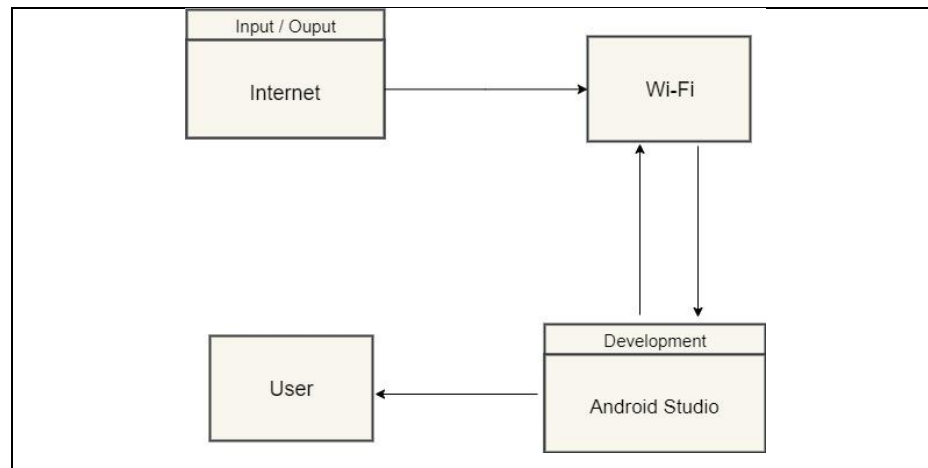 Input / Ouput
Internet
Wi-Fi
Development
Android Studio
User